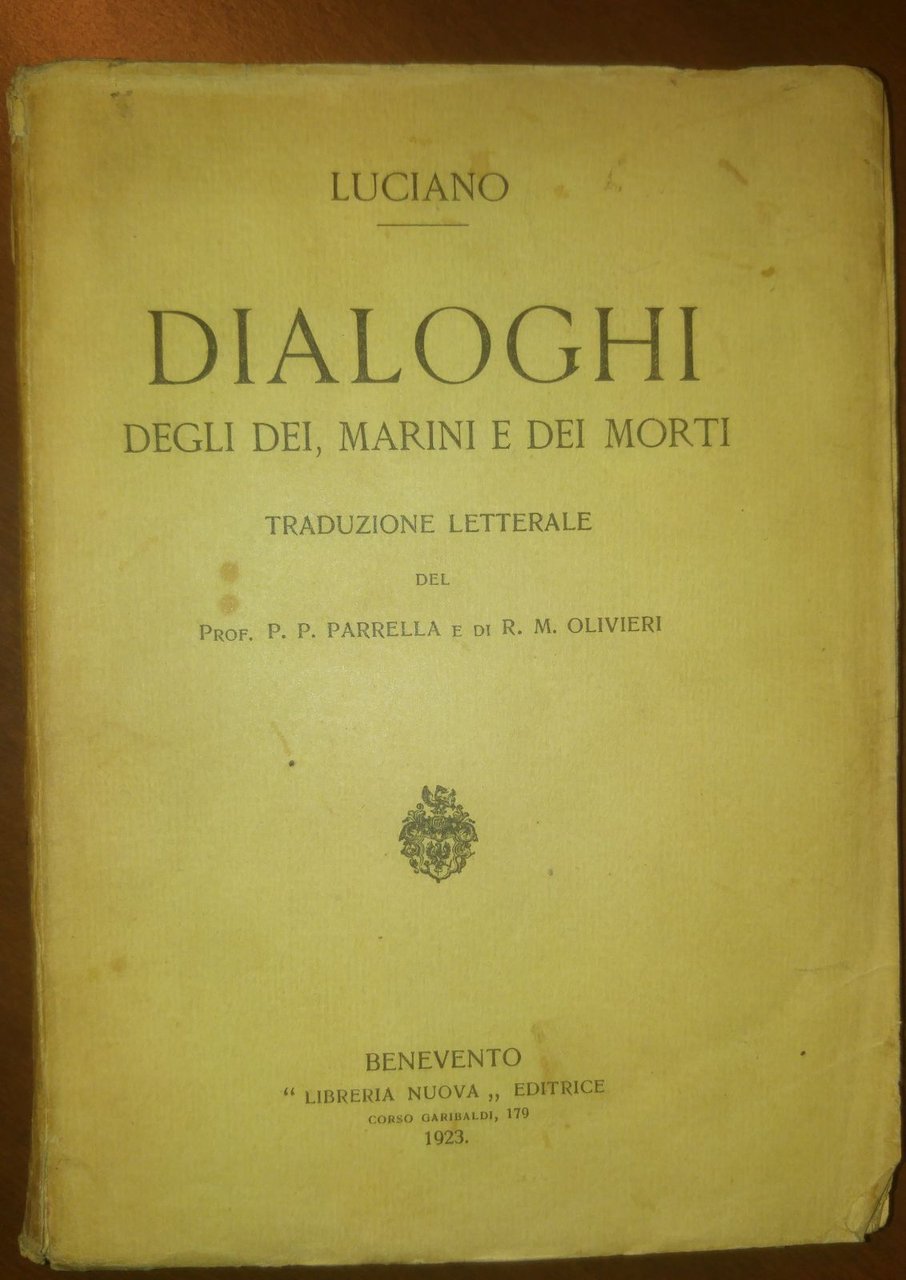 LUCIANO
DIALOGHI
DEGLI DEI, MARINI E DEI MORTI
TRADUZIONE LETTERALE
DEL
PROF. P. P. PARRELLA E DI R. M. OLIVIERI
BENEVENTO
“ LIBRERIA NUOVA „ EDITRICE
CORSO GARIBALDI, 179
1923.